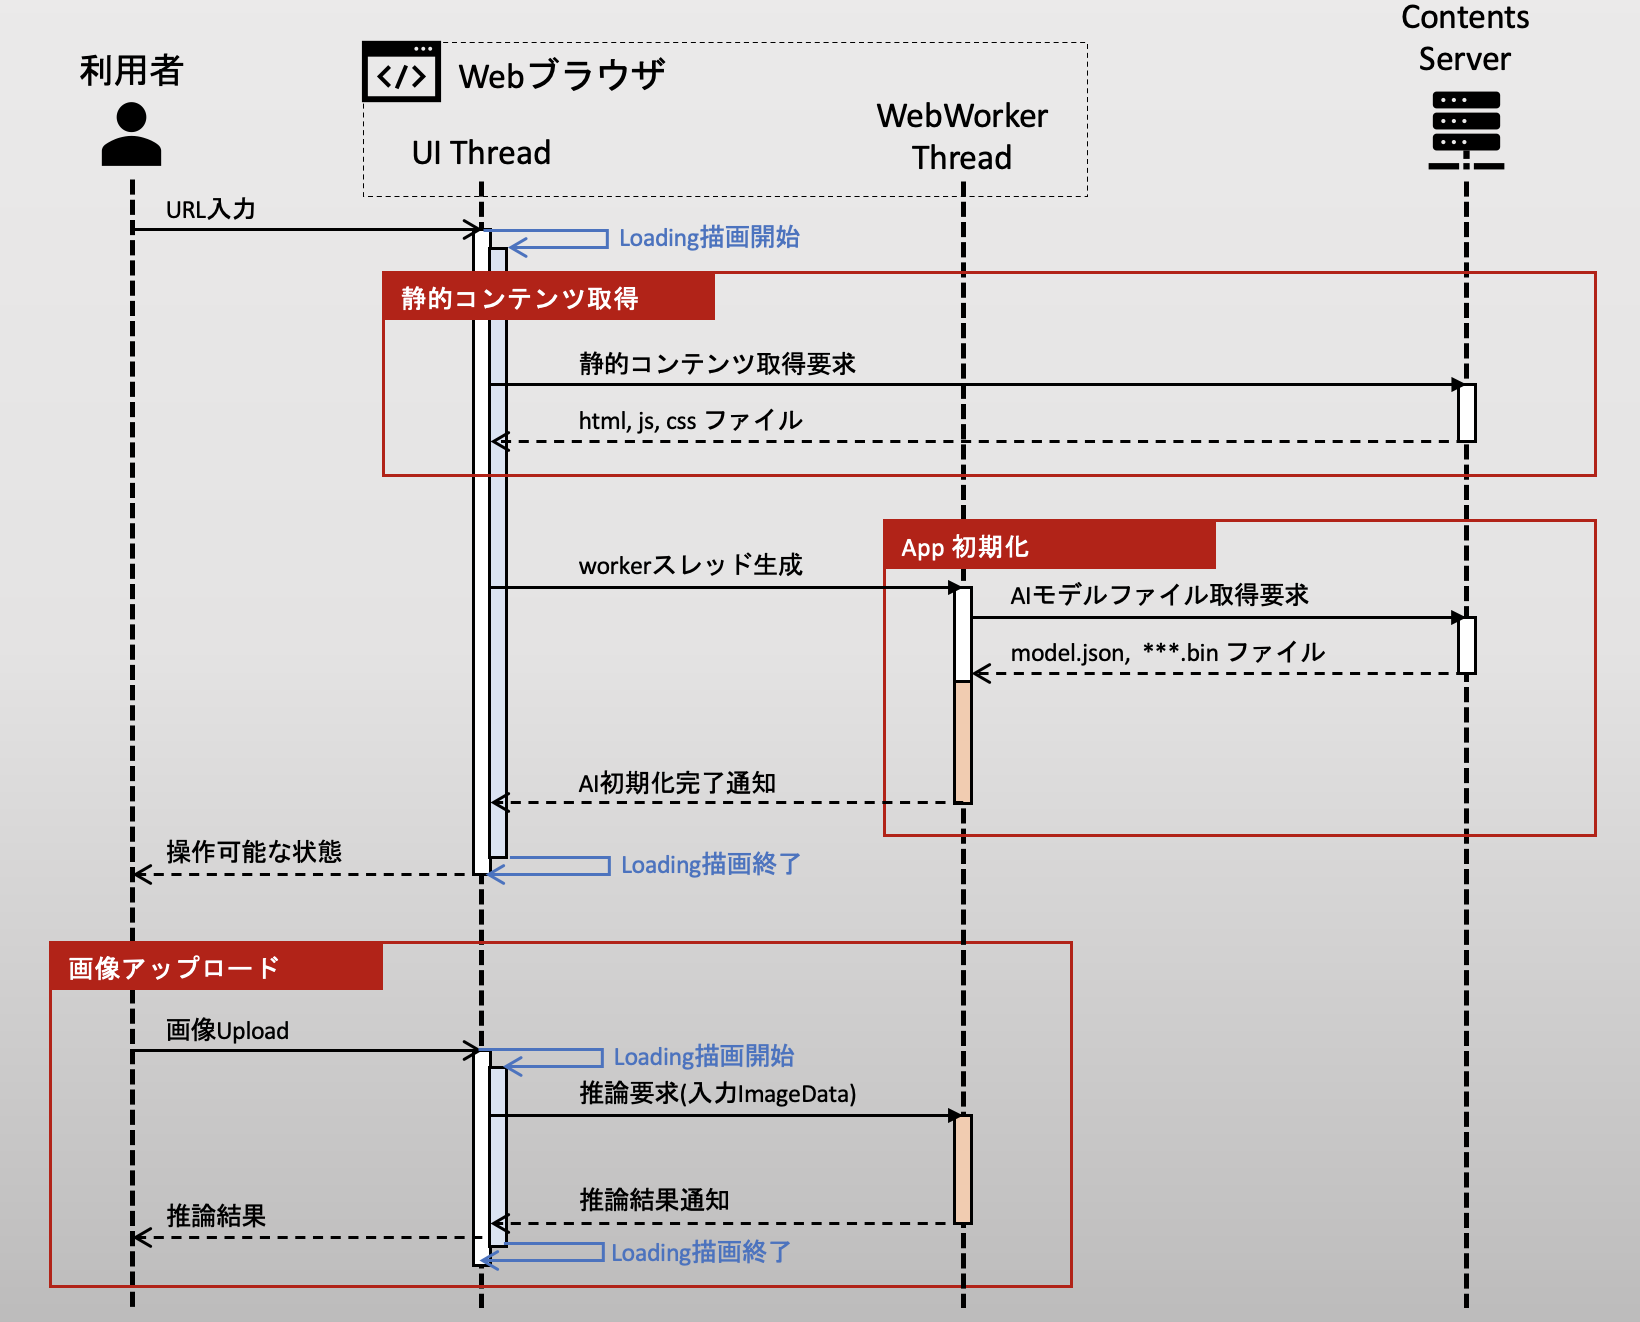 利用者
</>
Webブラウザ
UI Thread
WebWorker
Thread
Contents
Server
URL入力
Loading描画開始
静的コンテンツ取得
静的コンテンツ取得要求
html, js, css ファイル
App 初期化
workerスレッド生成
AIモデルファイル取得要求
model.json, ***.bin ファイル
AI初期化完了通知
操作可能な状態
Loading描画終了
画像アップロード
画像Upload
Loading描画開始
推論要求(入力ImageData)
推論結果通知
推論結果
Loading描画終了